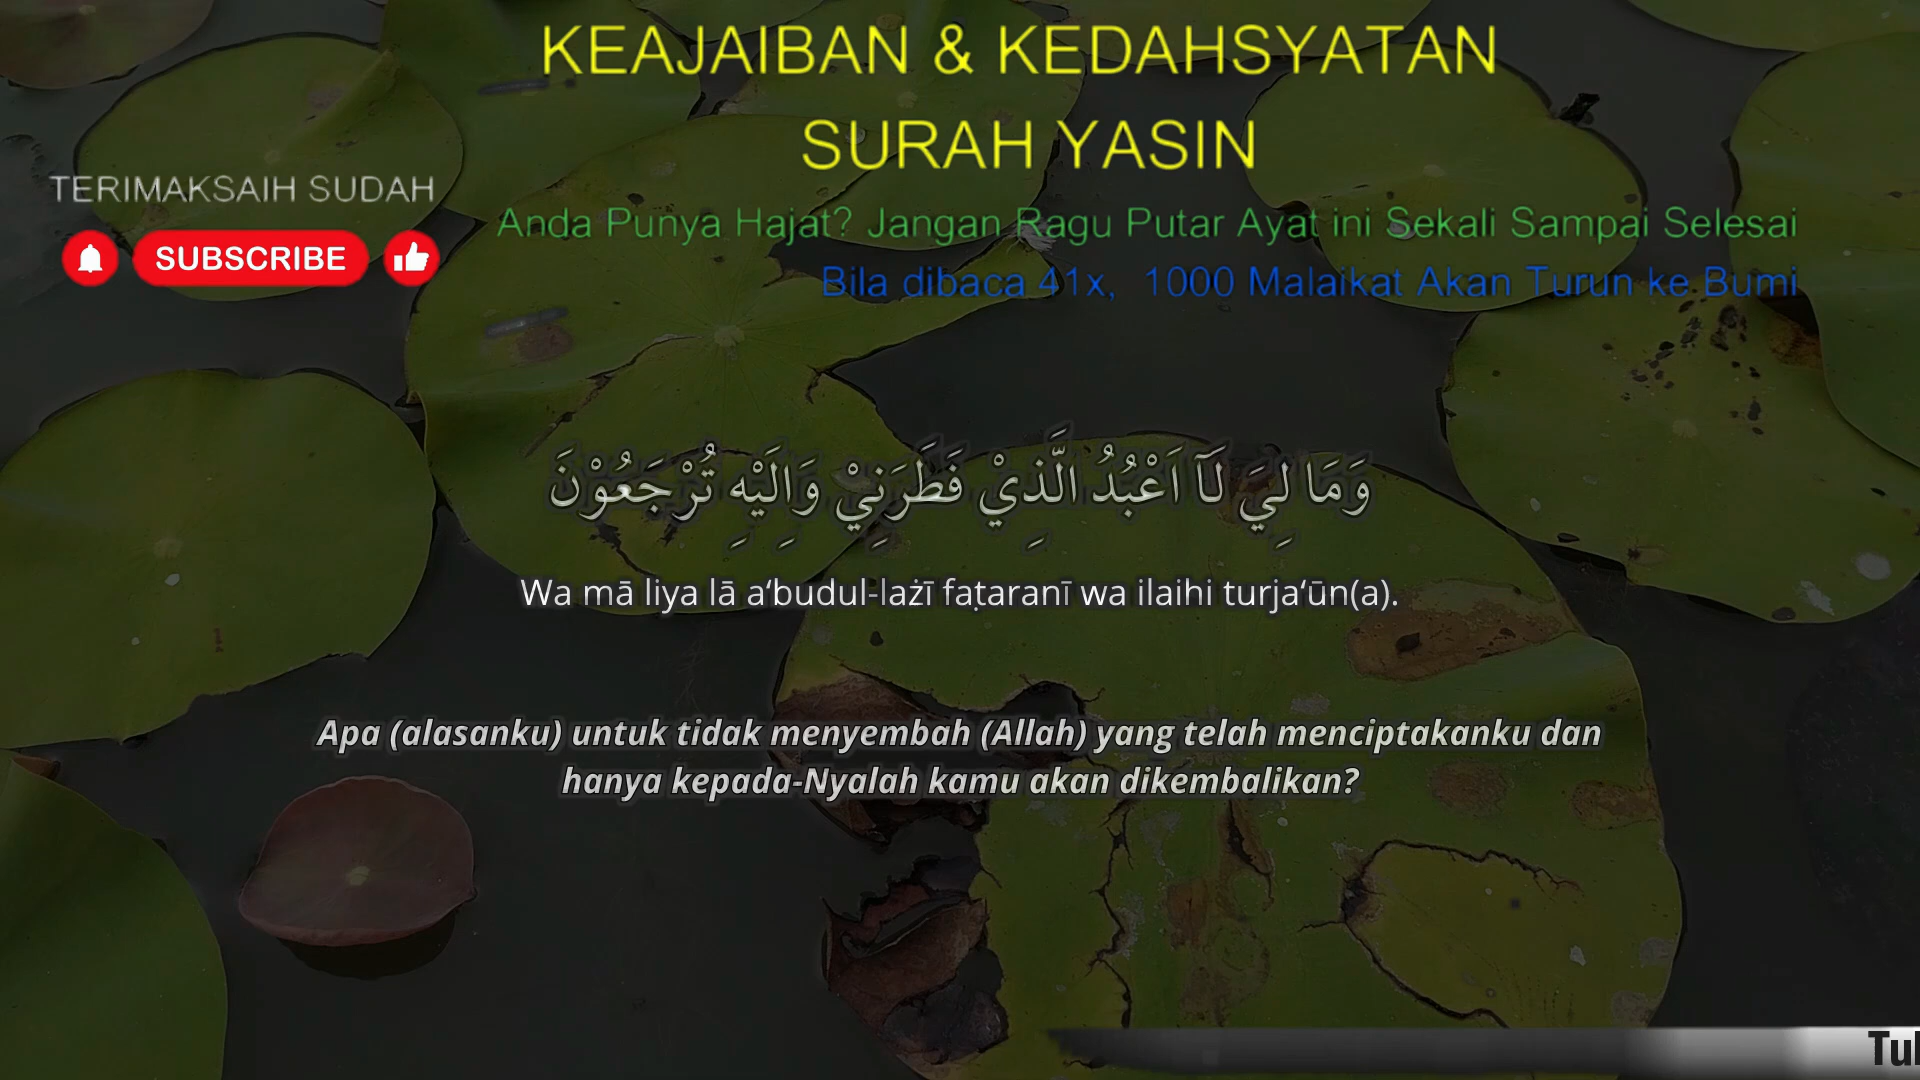 KEAJAIBAN & KEDAHSYATAN
SURAH YASIN
TERIMAKSAIH SUDAH
SUBSCRIBE
Anda Punya Hajat? Jangan Ragu Putar Ayat ini Sekali Sampai Selesai
Bila dibaca 41x, 1000 Malaikat Akan Turun ke Bumi
وَمَا لِيَ لَآ اَعْبُدُ الَّذِيْ فَطَرَنِيْ وَاِلَيْهِ تُرْجَعُوْنَ
Wa mā liya lā a‘budul-lażī faṭaranī wa ilaihi turja‘ūn(a).
Apa (alasanku) untuk tidak menyembah (Allah) yang telah menciptakanku dan
hanya kepada-Nyalah kamu akan dikembalikan?